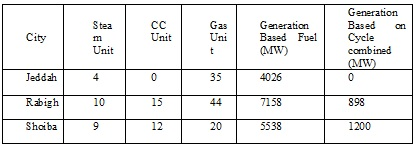 City
Stea
m
Unit
CC
Unit
Gas
Uni
t
Generation
Based Fuel
(MW)
Generation
Based on
Cycle
combined
(MW)
Jeddah 4 0 35 4026 0
Rabigh 10 15 44 7158 898
Shoiba 9 12 20 5538 1200